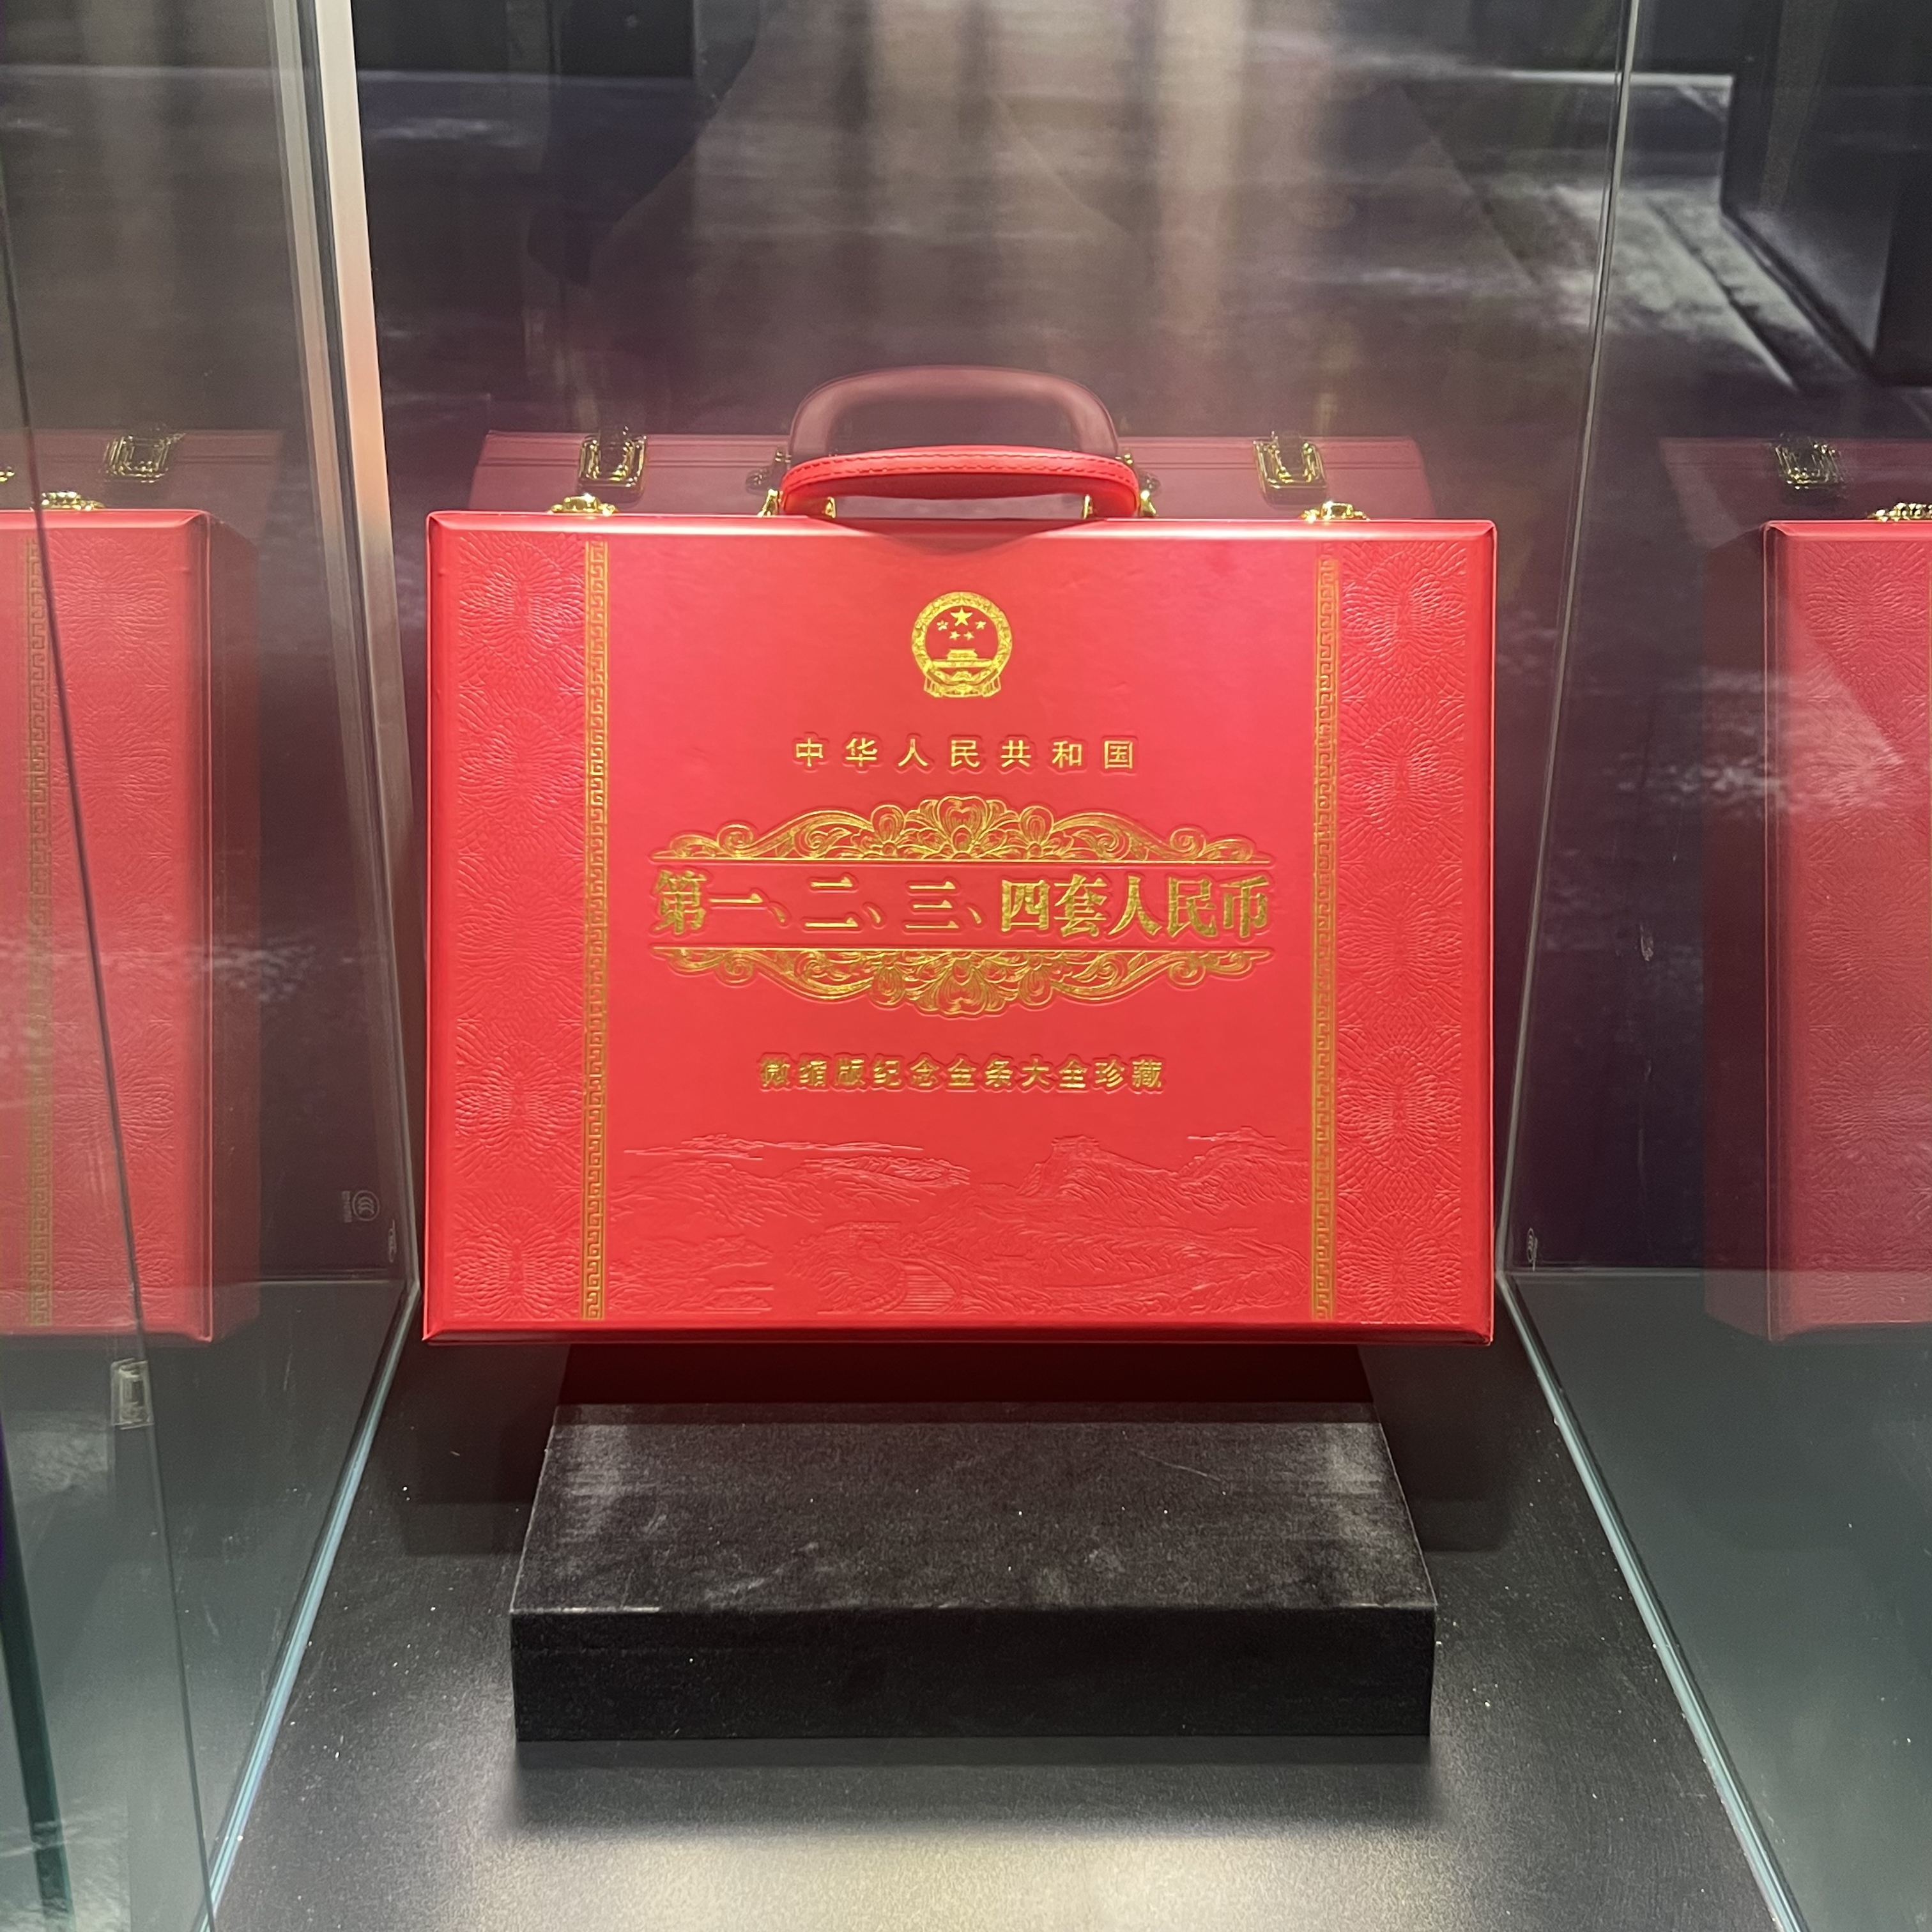 中华人民共和国
第一、二、三、四套人民币
微缩版纪念金条大全珍藏